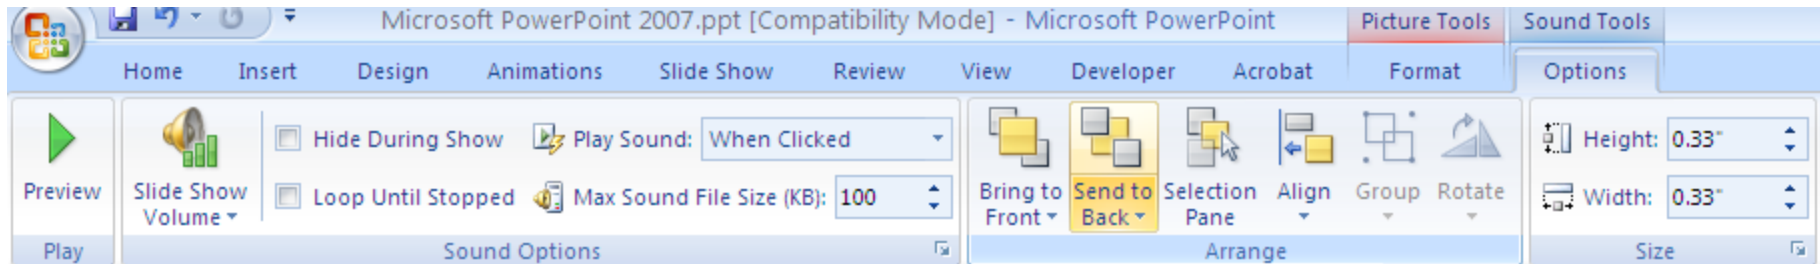 Microsoft PowerPoint 2007.ppt [Compatibility Mode] - Microsoft PowerPoint
Picture Tools
Sound Tools
Home Insert Design Animations Slide Show Review View Developer Acrobat Format Options
Preview
Play
Slide Show
Volume
Hide During Show
Loop Until Stopped
Play Sound: When Clicked
Max Sound File Size (KB): 100
Sound Options
Bring to
Front
Send to
Back
Selection
Pane
Align
Group
Rotate
Arrange
Height: 0.33"
Width: 0.33"
Size